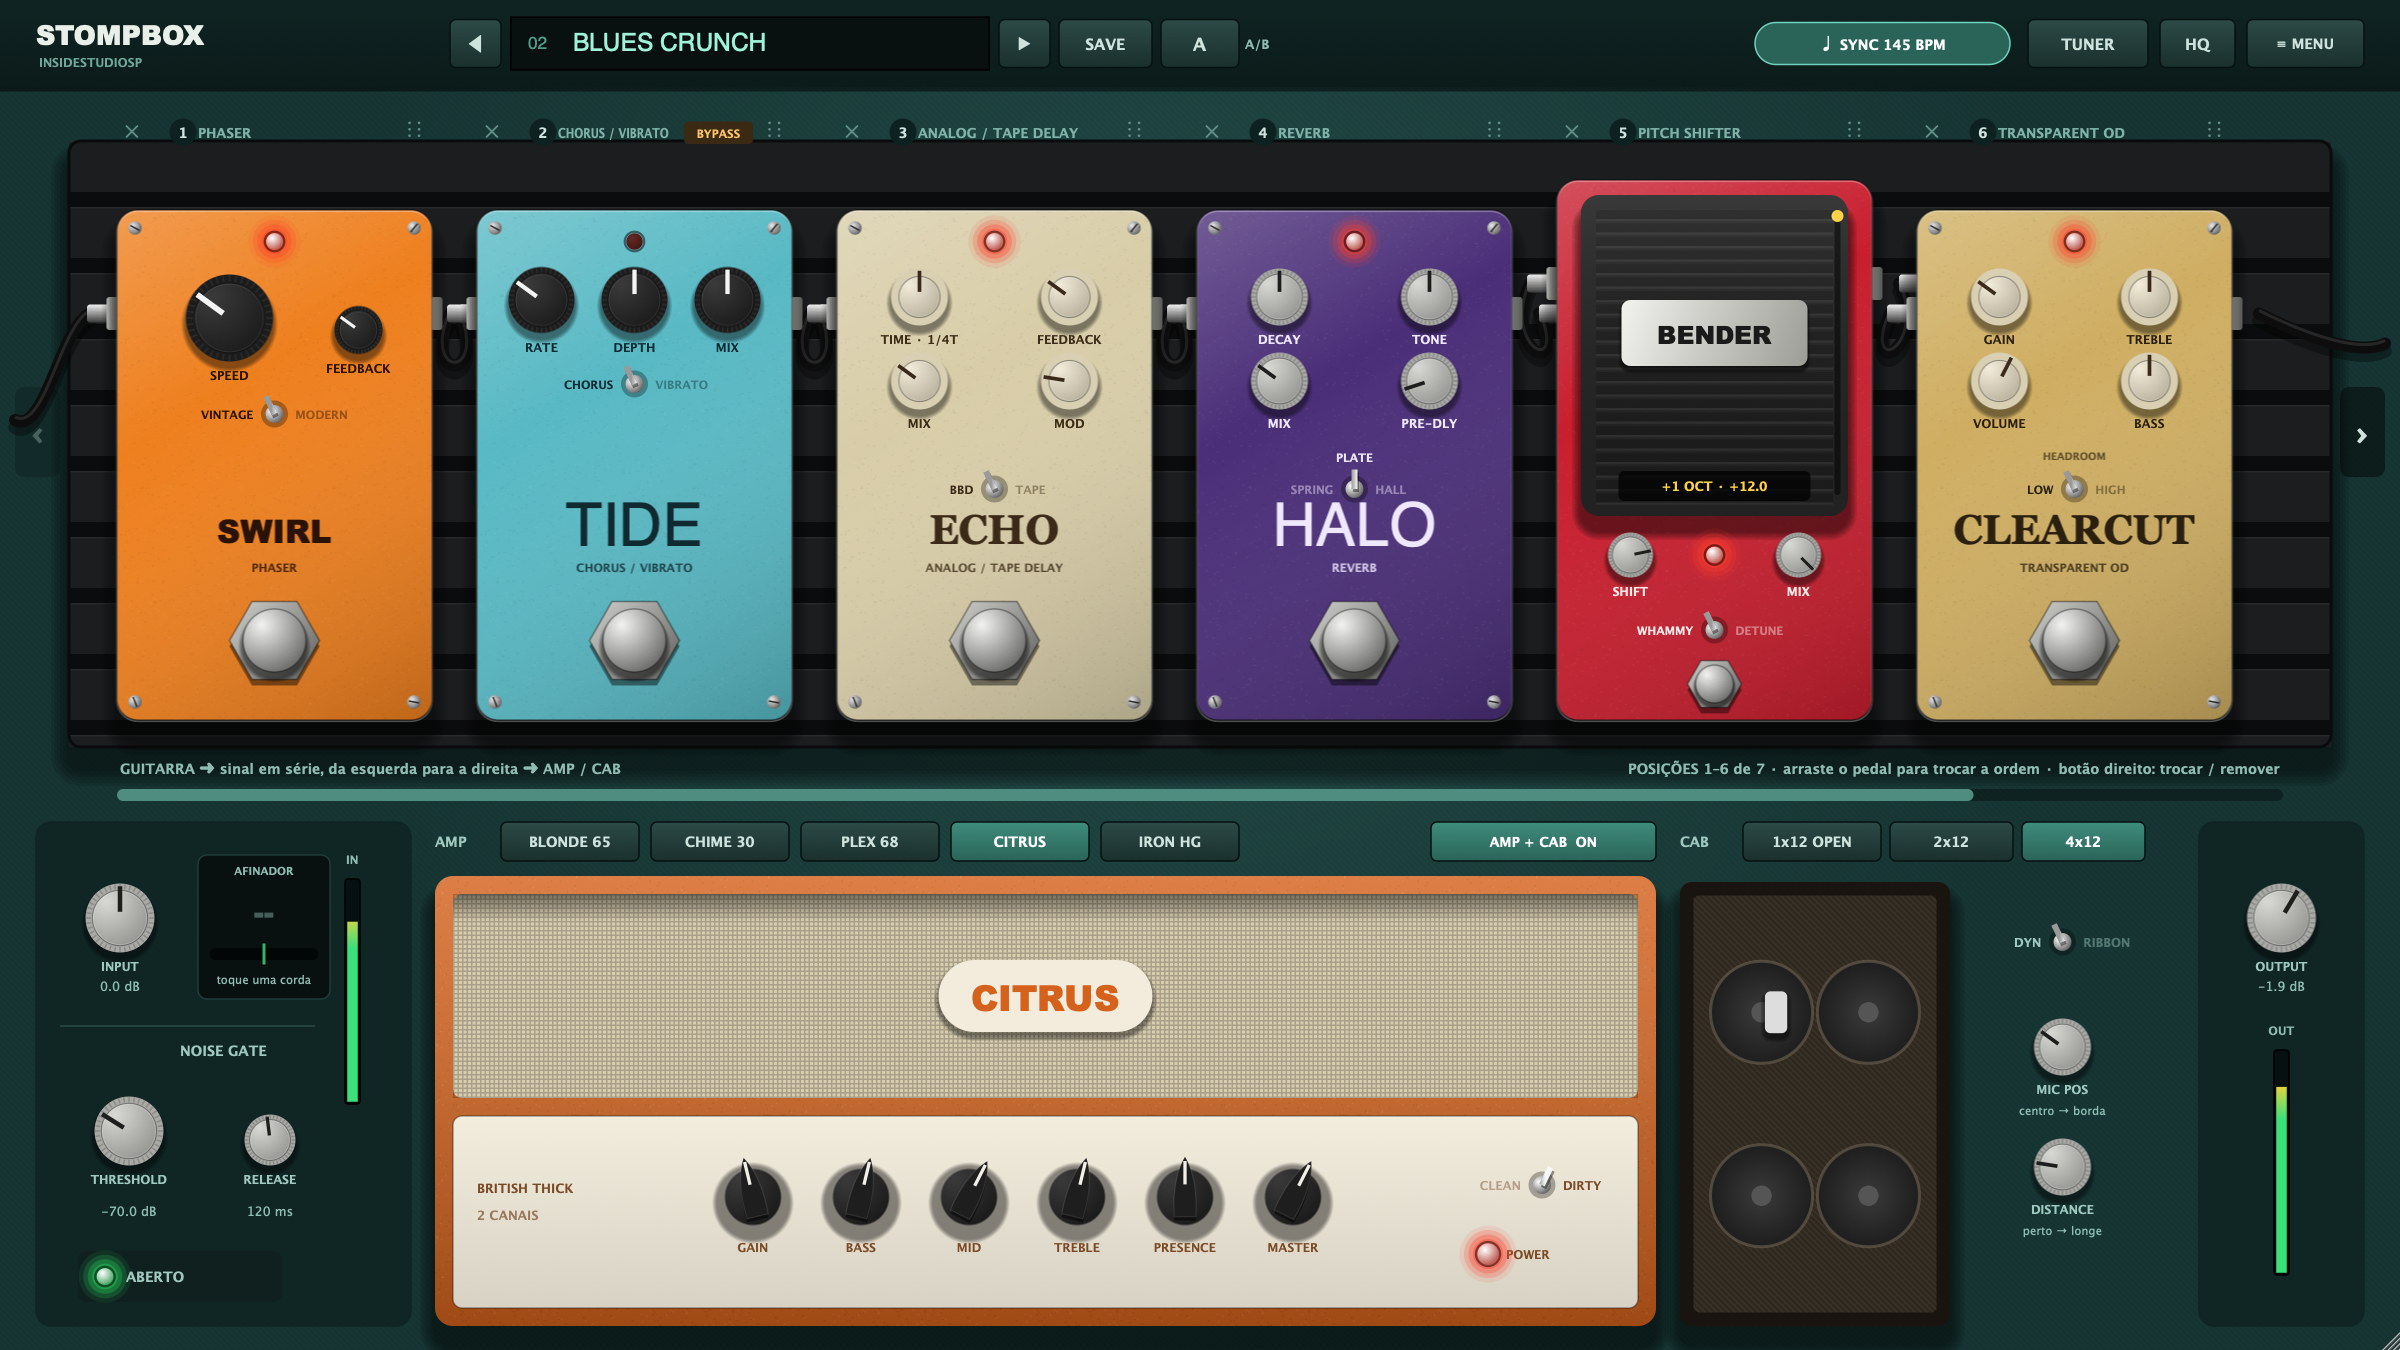 STOMPBOX
INSIDESTUDIOSP
02 BLUES CRUNCH
SAVE
A
A/B
♩ SYNC 145 BPM
TUNER
HQ
≡ MENU
1 PHASER
2 CHORUS / VIBRATO BYPASS
3 ANALOG / TAPE DELAY
4 REVERB
5 PITCH SHIFTER
6 TRANSPARENT OD
SPEED
FEEDBACK
VINTAGE MODERN
SWIRL
PHASER
RATE DEPTH MIX
CHORUS VIBRATO
TIDE
CHORUS / VIBRATO
TIME · 1/4T FEEDBACK
MIX MOD
BBD TAPE
ECHO
ANALOG / TAPE DELAY
DECAY TONE
MIX PRE-DLY
PLATE
SPRING HALL
HALO
REVERB
BENDER
+1 OCT · +12.0
SHIFT MIX
WHAMMY DETUNE
GAIN TREBLE
VOLUME BASS
HEADROOM
LOW HIGH
CLEARCUT
TRANSPARENT OD
GUITARRA ➜ sinal em série, da esquerda para a direita ➜ AMP / CAB
POSIÇÕES 1–6 de 7 · arraste o pedal para trocar a ordem · botão direito: trocar / remover
AMP
BLONDE 65
CHIME 30
PLEX 68
CITRUS
IRON HG
AMP + CAB ON
CAB
1x12 OPEN
2x12
4x12
AFINADOR
--
toque uma corda
IN
INPUT
0.0 dB
NOISE GATE
THRESHOLD
-70.0 dB
RELEASE
120 ms
ABERTO
CITRUS
BRITISH THICK
2 CANAIS
GAIN BASS MID TREBLE PRESENCE MASTER
CLEAN DIRTY
POWER
DYN RIBBON
MIC POS
centro → borda
DISTANCE
perto → longe
OUTPUT
-1.9 dB
OUT